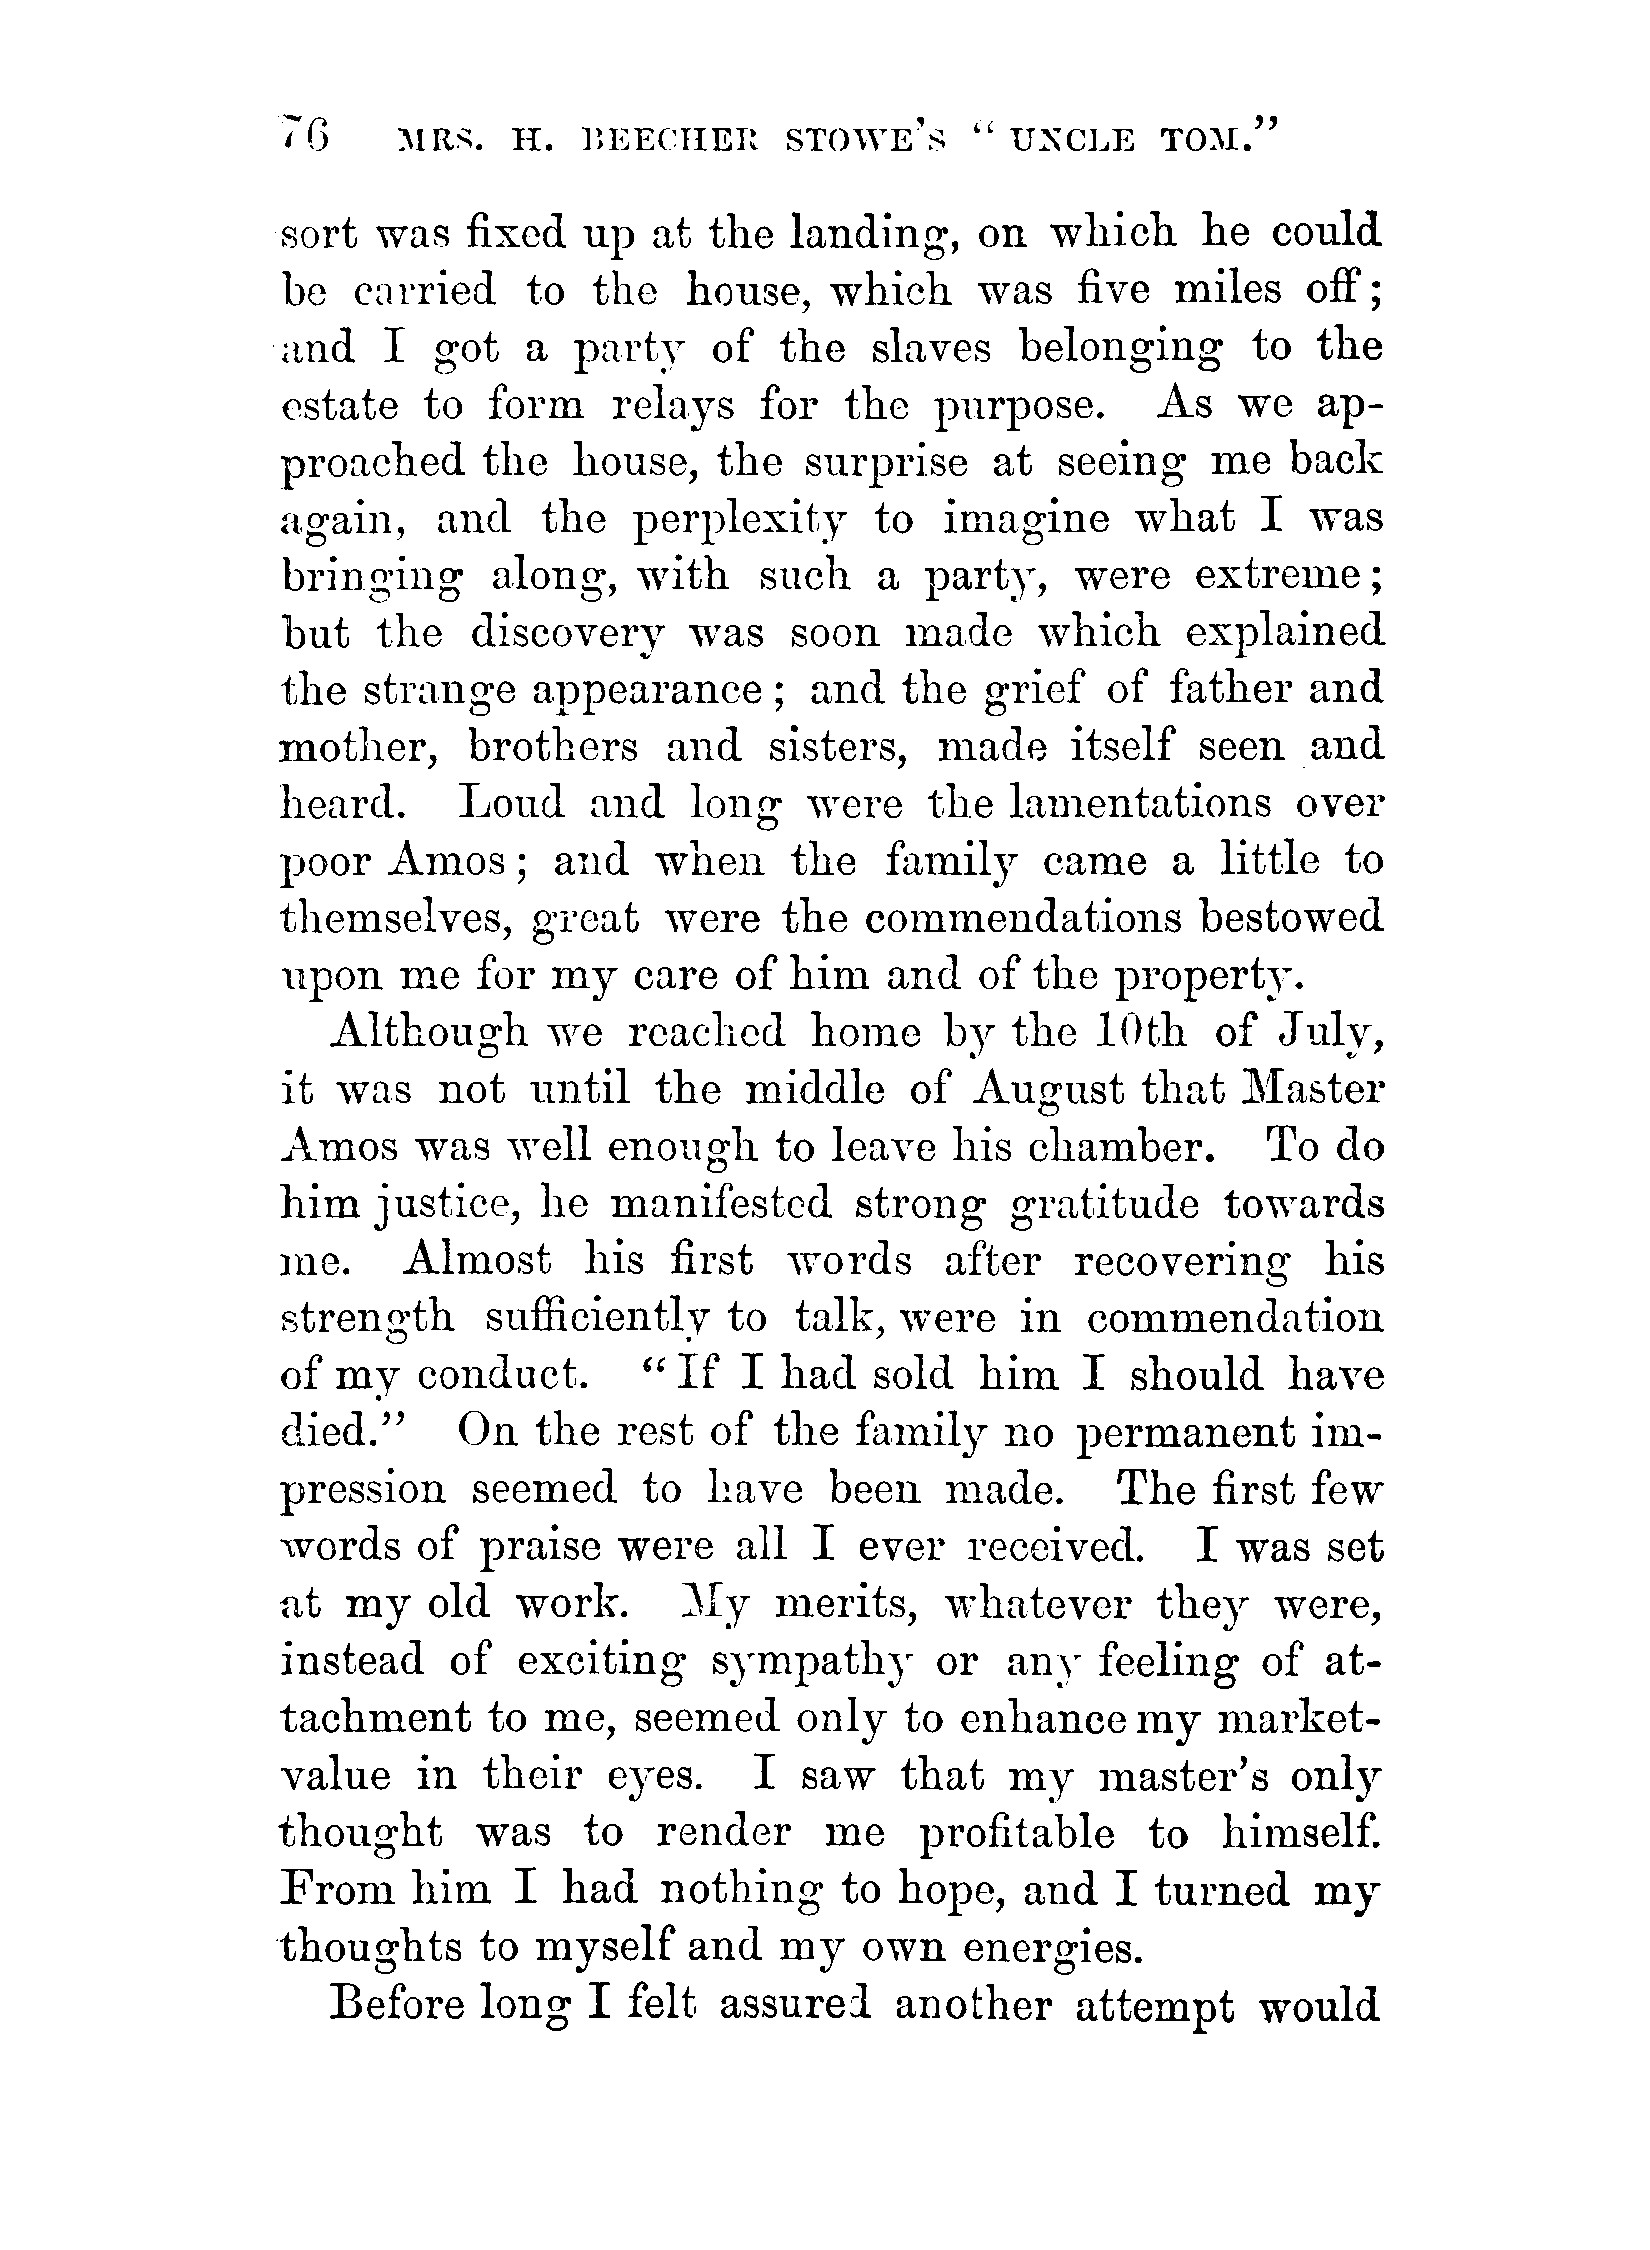 76 MRS. H. BEECHER STOWE'S "UNCLE TOM."
sort was fixed up at the landing, on which he could
be carried to the house, which was five miles off;
and I got a party of the slaves belonging to the
estate to form relays for the purpose. As we ap-
proached the house, the surprise at seeing me back
again, and the perplexity to imagine what I was
bringing along, with such a party, were extreme;
but the discovery was soon made which explained
the strange appearance; and the grief of father and
mother, brothers and sisters, made itself seen and
heard. Loud and long were the lamentations over
poor Amos; and when the family came a little to
themselves, great were the commendations bestowed
upon me for my care of him and of the property.
Although we reached home by the 10th of July,
it was not until the middle of August that Master
Amos was well enough to leave his chamber. To do
him justice, he manifested strong gratitude towards
me. Almost his first words after recovering his
strength sufficiently to talk, were in commendation
of my conduct. "If I had sold him I should have
died." On the rest of the family no permanent im-
pression seemed to have been made. The first few
words of praise were all I ever received. I was set
at my old work. My merits, whatever they were,
instead of exciting sympathy or any feeling of at-
tachment to me, seemed only to enhance my market-
value in their eyes. I saw that my master's only
thought was to render me profitable to himself.
From him I had nothing to hope, and I turned my
thoughts to myself and my own energies.
Before long I felt assured another attempt would